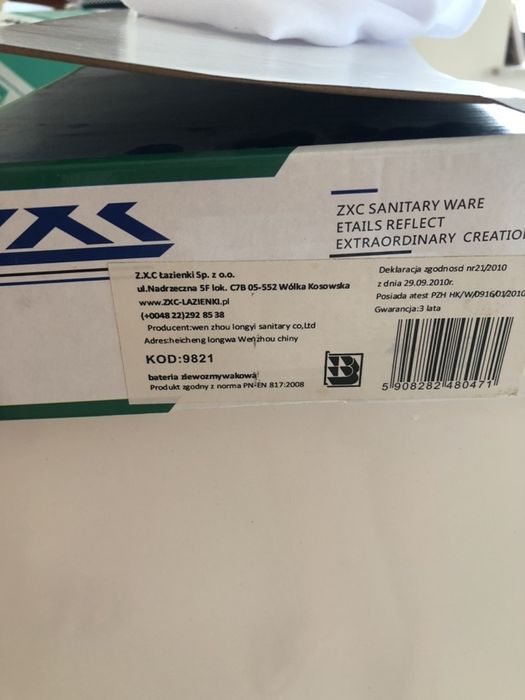 ZXC
ZXC SANITARY WARE
ETAILS REFLECT
EXTRAORDINARY CREATIO
Z.X.C Łazienki Sp. z o.o.
ul.Nadrzeczna 5F lok. C7B 05-552 Wólka Kosowska
www.ZXC-LAZIENKI.pl
(+0048 22)292 85 38
Producent:wen zhou longyi sanitary co,Ltd
Adres:heicheng longwa Wenzhou chiny
KOD:9821
bateria zlewozmywakowa
Produkt zgodny z norma PN-EN 817:2008
Deklaracja zgodnosci nr21/2010
z dnia 29.09.2010r.
Posiada atest PZH HK/W/0916/01/2010
Gwarancja:3 lata
5 908282 480471